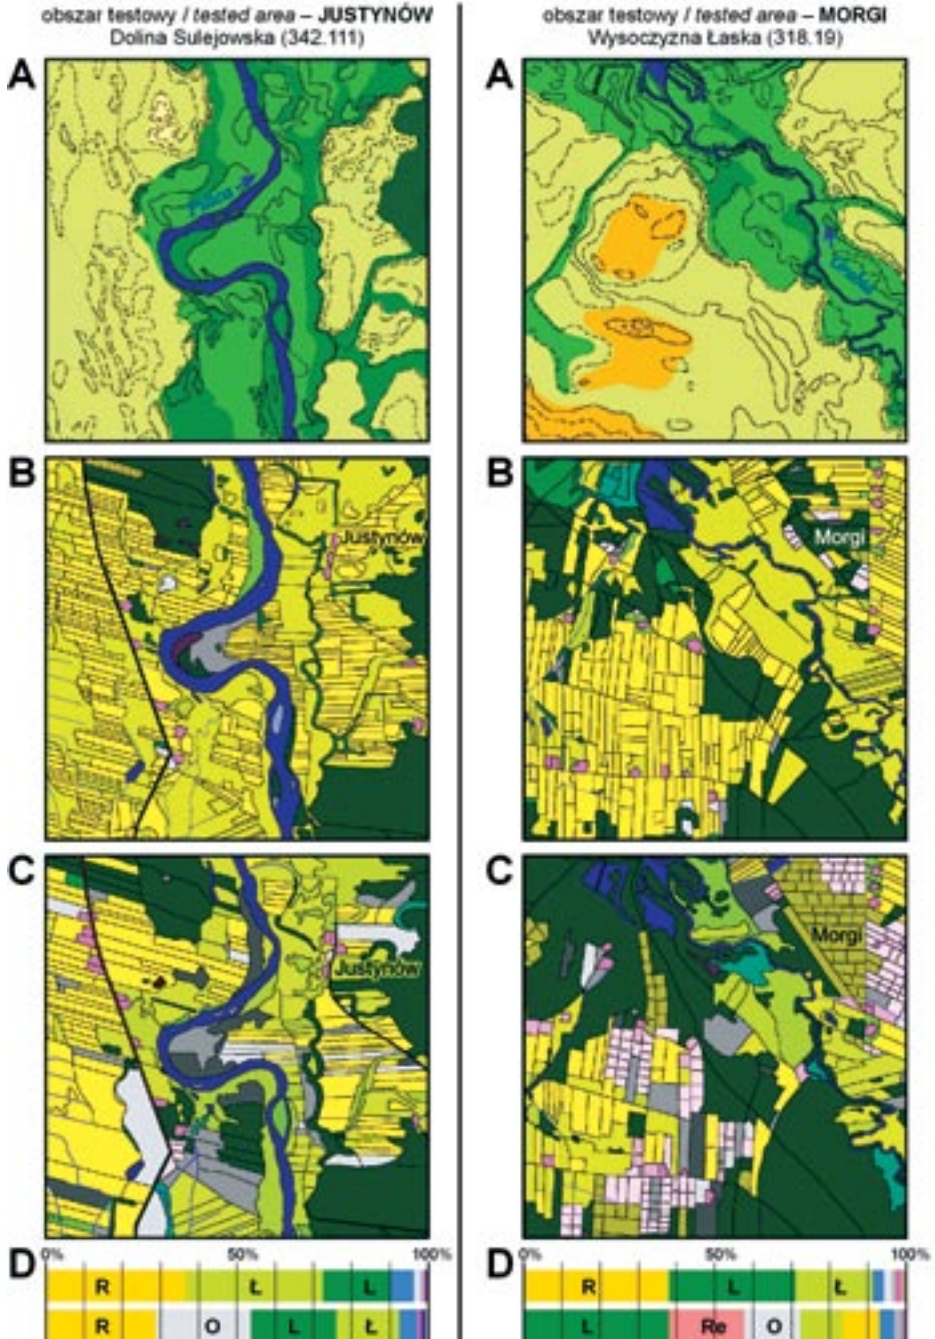 obszar testowy / tested area – JUSTYNÓW
Dolina Sulejowska (342.111)
A
Pilica
B
Justynów
C
Justynów
D
0% 50% 100%
R Ł L
R O L Ł
obszar testowy / tested area – MORGI
Wysoczyzna Łaska (318.19)
A
B
Morgi
C
Morgi
D
0% 50% 100%
R L Ł
L Re O